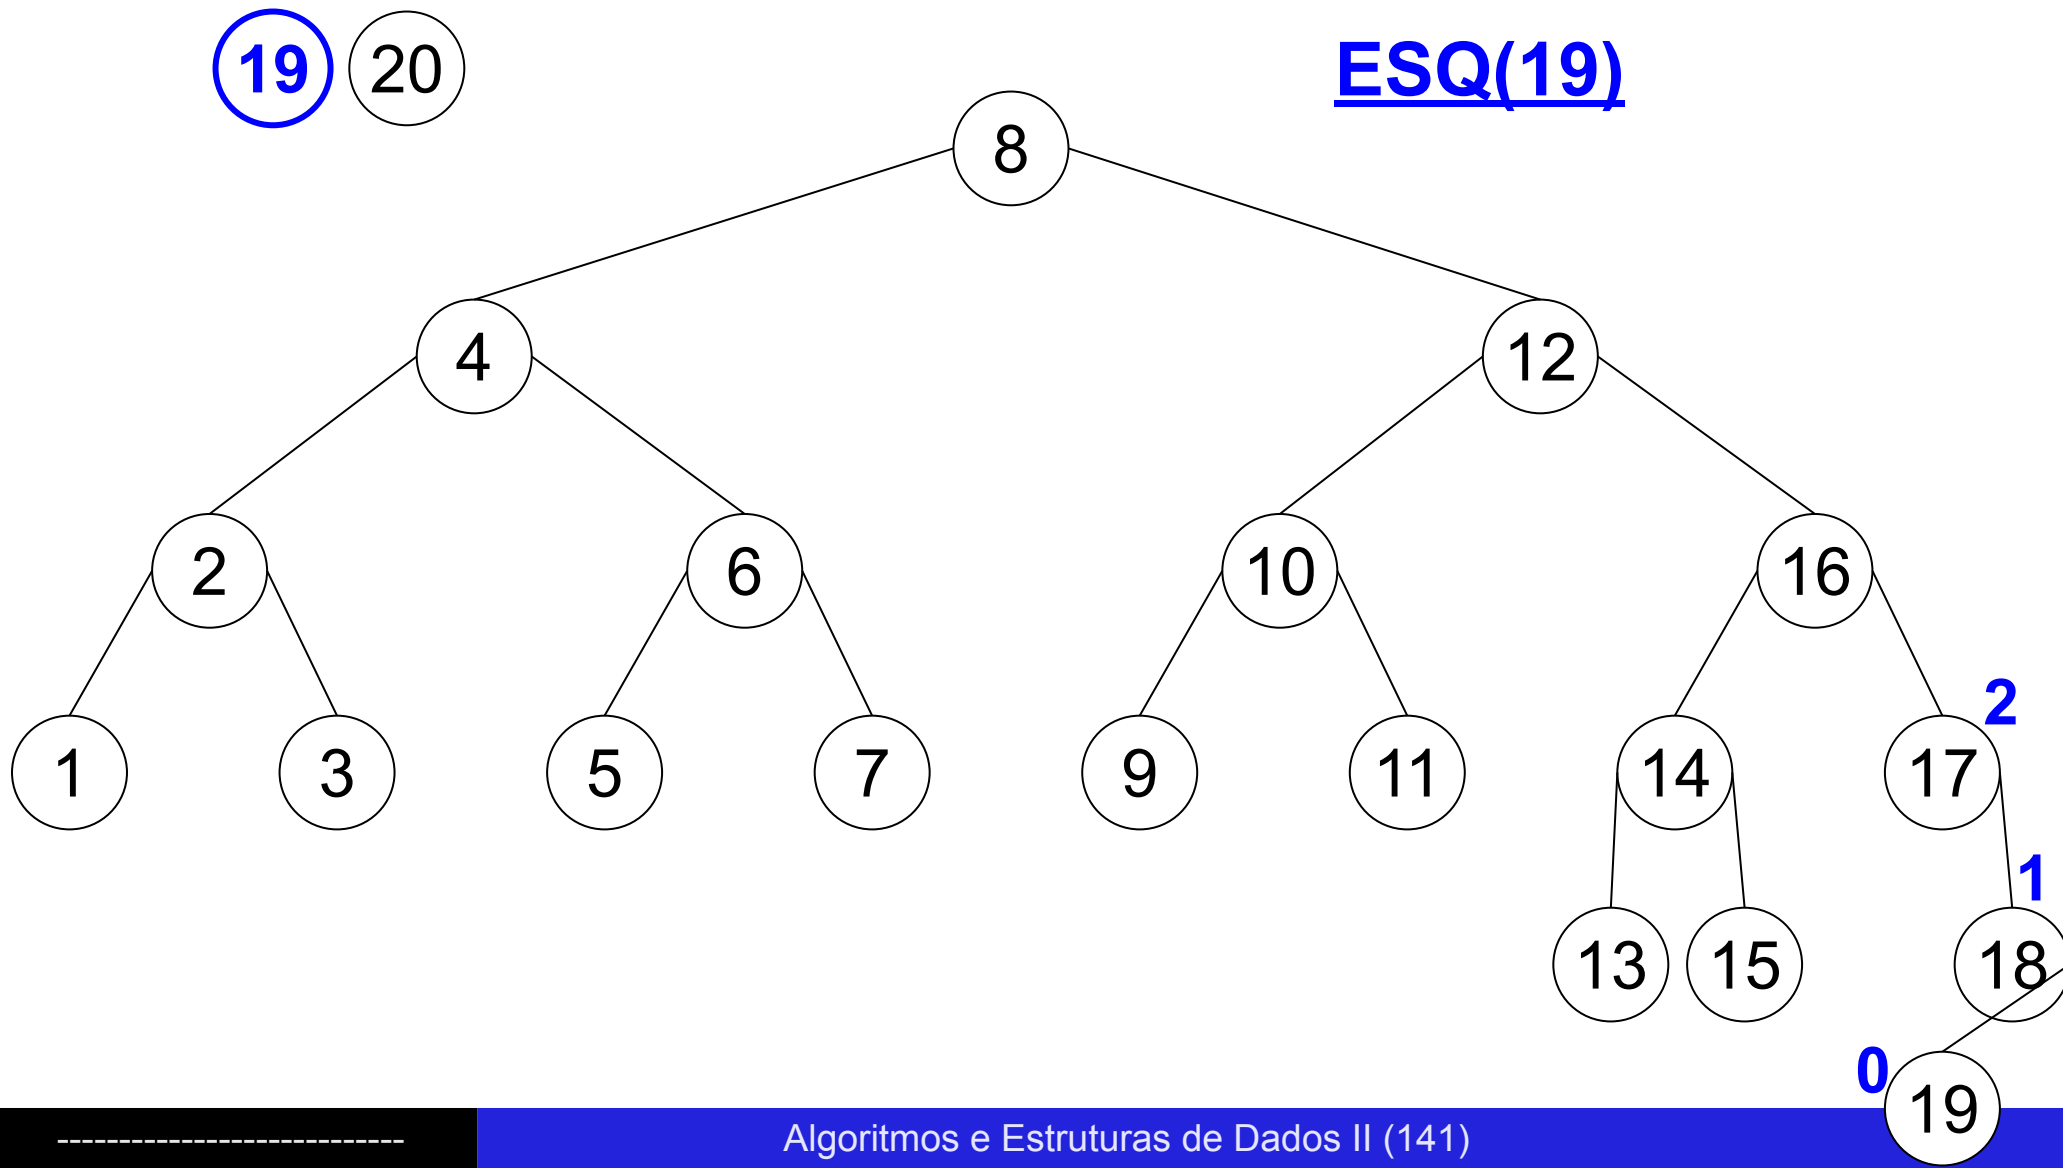 19 20 ESQ(19)
8
4 12
2 6 10 16
2
1 3 5 7 9 11 14 17
1
13 15 18
0
19
---------------------------- Algoritmos e Estruturas de Dados II (141)